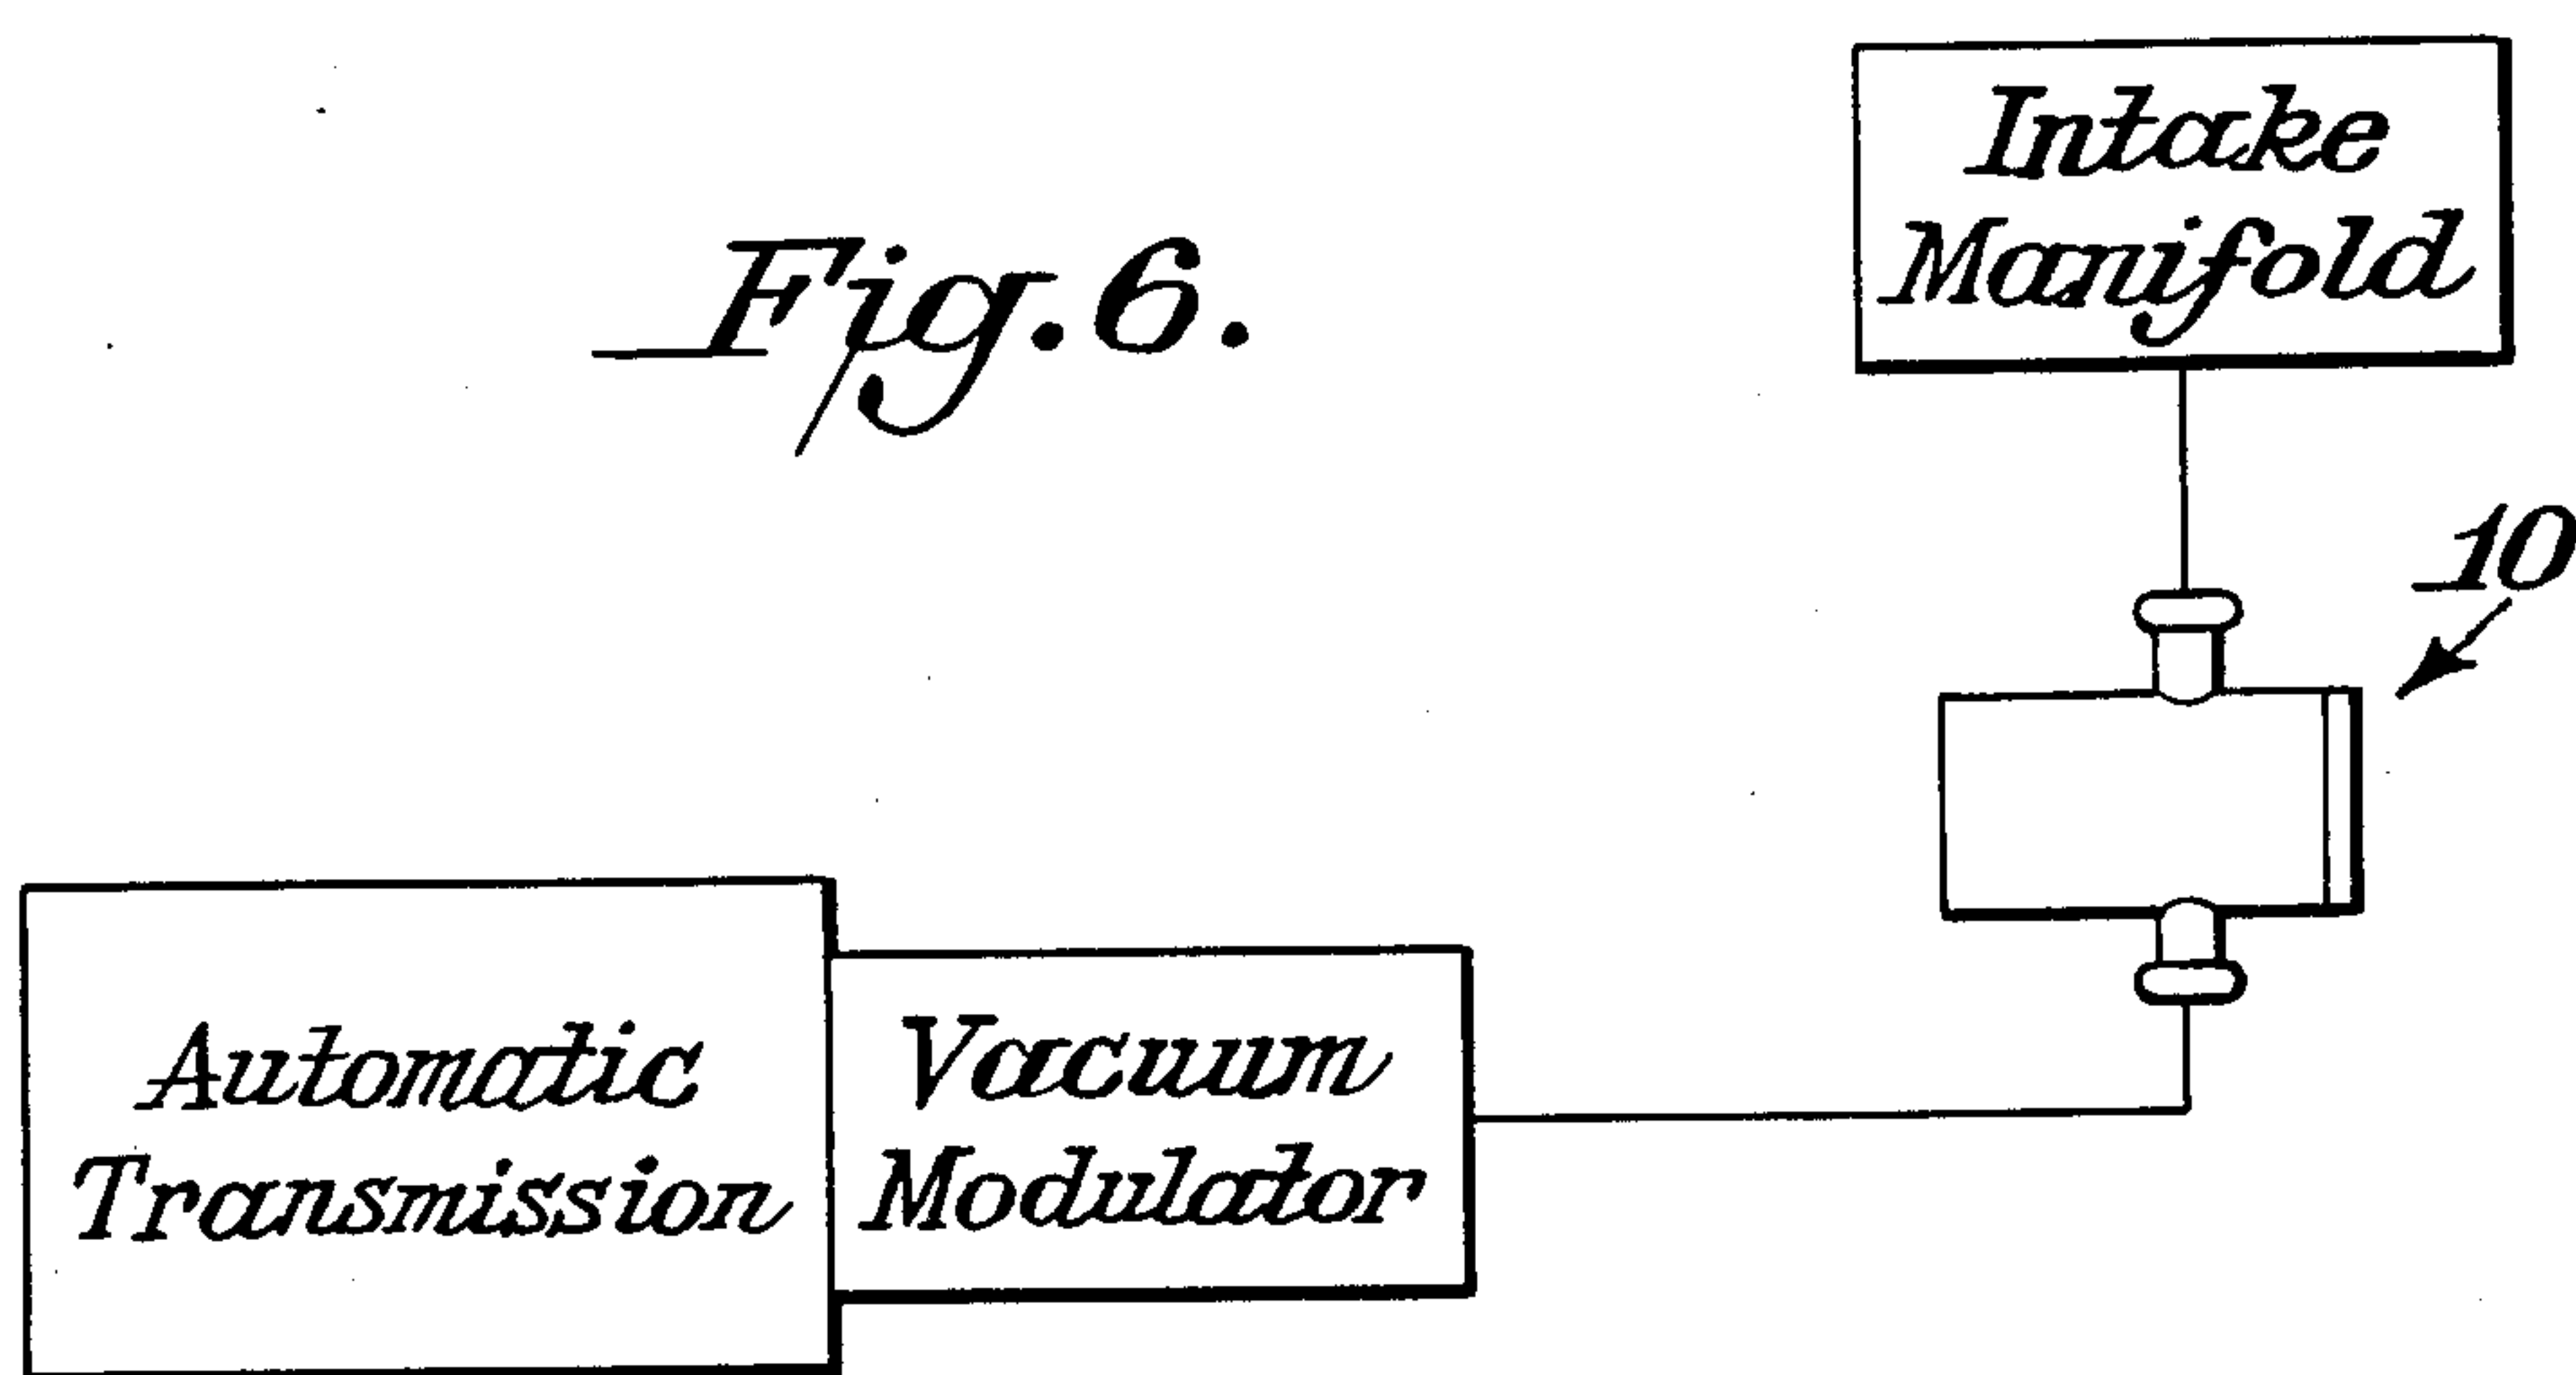 Fig. 6.
Intake
Manifold
10
Automatic
Transmission
Vacuum
Modulator